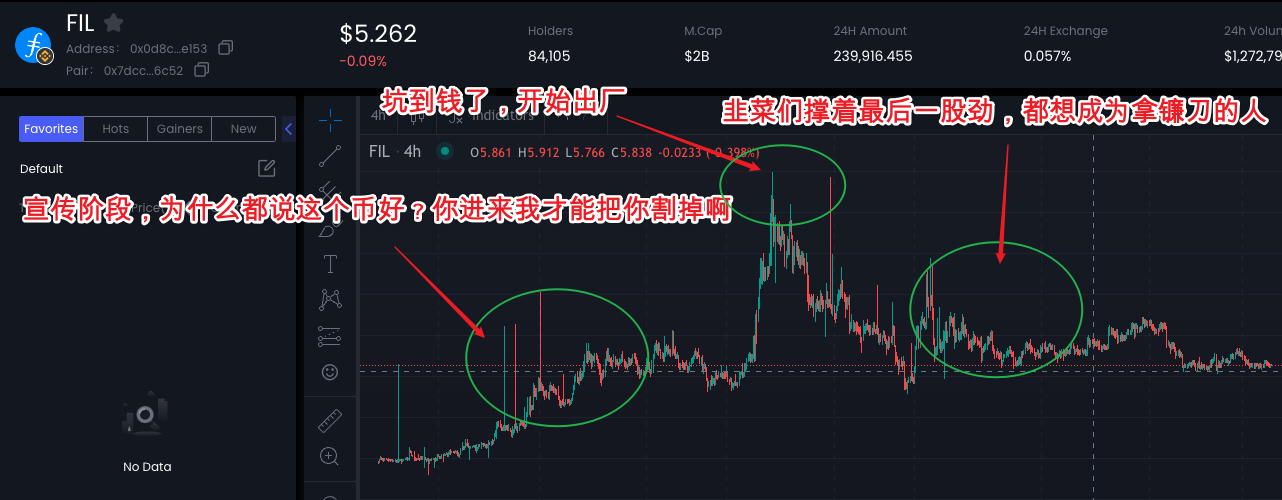 FIL
Address: 0x0d8c...e153
Pair: 0x7dcc...6c52
$5.262
-0.09%
Holders
84,105
M.Cap
$2B
24H Amount
239,916.455
24H Exchange
0.057%
24h Volun
$1,272,79
坑到钱了，开始出厂
韭菜们撑着最后一股劲，都想成为拿镰刀的人
4h
Indicators
Favorites
Hots
Gainers
New
FIL · 4h
O5.861 H5.912 L5.766 C5.838 -0.0233 (-0.398%)
Default
宣传阶段，为什么都说这个币好？你进来我才能把你割掉啊
Price
No Data